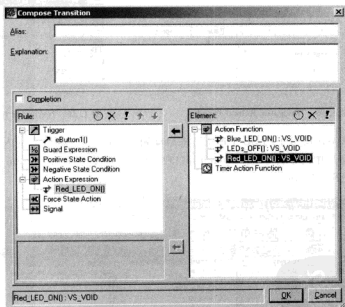 Compose Transition
Alias:
Explanation:
Completion
Rule:
Trigger
eButton1()
Guard Expression
Positive State Condition
Negative State Condition
Action Expression
Red_LED_ON()
Force State Action
Signal
Element:
Action Function
Blue_LED_ON() : VS_VOID
LEDs_OFF() : VS_VOID
Red_LED_ON() : VS_VOID
Timer Action Function
Red_LED_ON() : VS_VOID
OK
Cancel